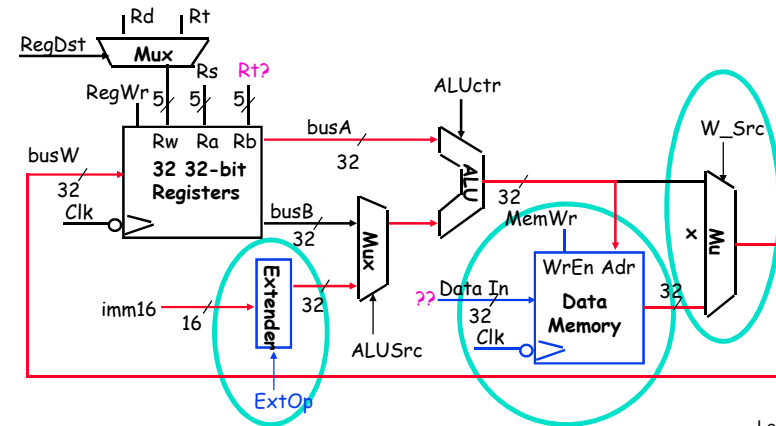 Rd Rt
RegDst
Mux
Rs Rt?
RegWr
5 5 5
ALUctr
busW
Rw Ra Rb
busA
W_Src
32 32-bit
Registers
32
32
Clk
ALU
32
busB
32
Mux
MemWr
Mu
x
WrEn Adr
Extender
imm16
16
32
?? Data In
32
Data
Memory
32
Clk
ALUSrc
ExtOp